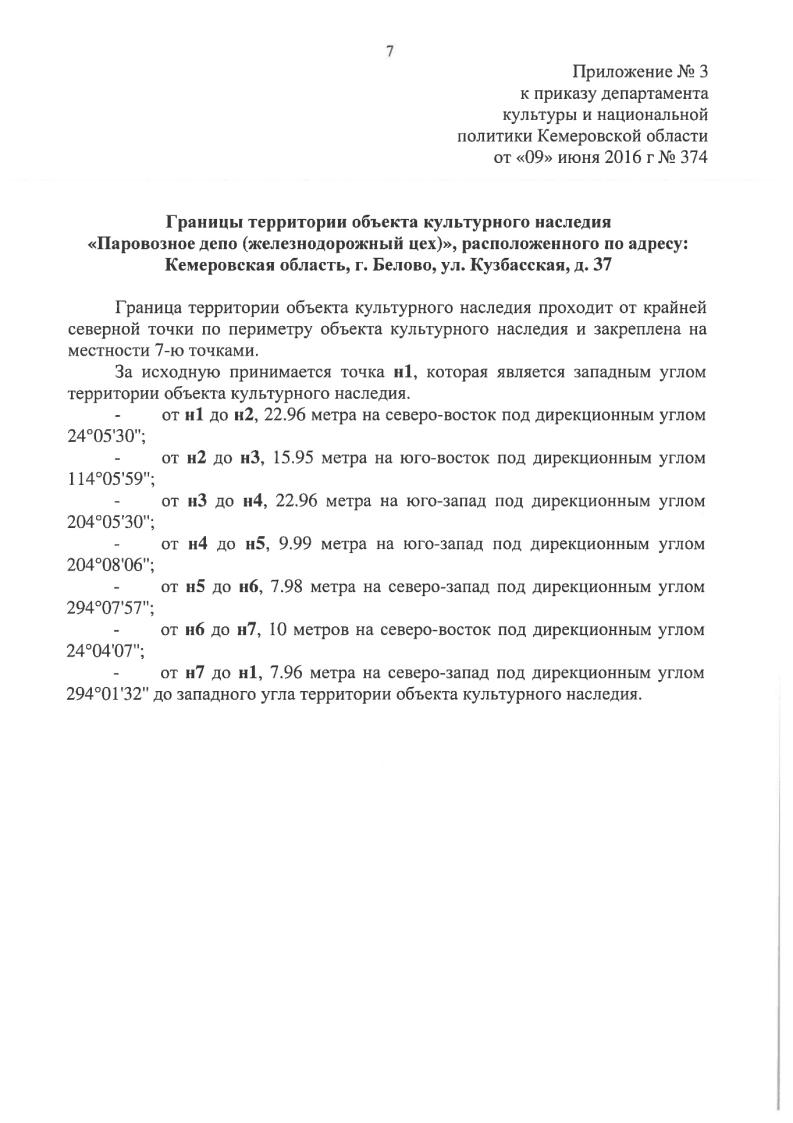 7
Приложение № 3
к приказу департамента
культуры и национальной
политики Кемеровской области
от «09» июня 2016 г № 374
Границы территории объекта культурного наследия
«Паровозное депо (железнодорожный цех)», расположенного по адресу:
Кемеровская область, г. Белово, ул. Кузбасская, д. 37
Граница территории объекта культурного наследия проходит от крайней
северной точки по периметру объекта культурного наследия и закреплена на
местности 7-ю точками.
За исходную принимается точка н1, которая является западным углом
территории объекта культурного наследия.
- от н1 до н2, 22.96 метра на северо-восток под дирекционным углом
24°05'30";
- от н2 до н3, 15.95 метра на юго-восток под дирекционным углом
114°05'59";
- от н3 до н4, 22.96 метра на юго-запад под дирекционным углом
204°05'30";
- от н4 до н5, 9.99 метра на юго-запад под дирекционным углом
204°08'06";
- от н5 до н6, 7.98 метра на северо-запад под дирекционным углом
294°07'57";
- от н6 до н7, 10 метров на северо-восток под дирекционным углом
24°04'07";
- от н7 до н1, 7.96 метра на северо-запад под дирекционным углом
294°01'32" до западного угла территории объекта культурного наследия.